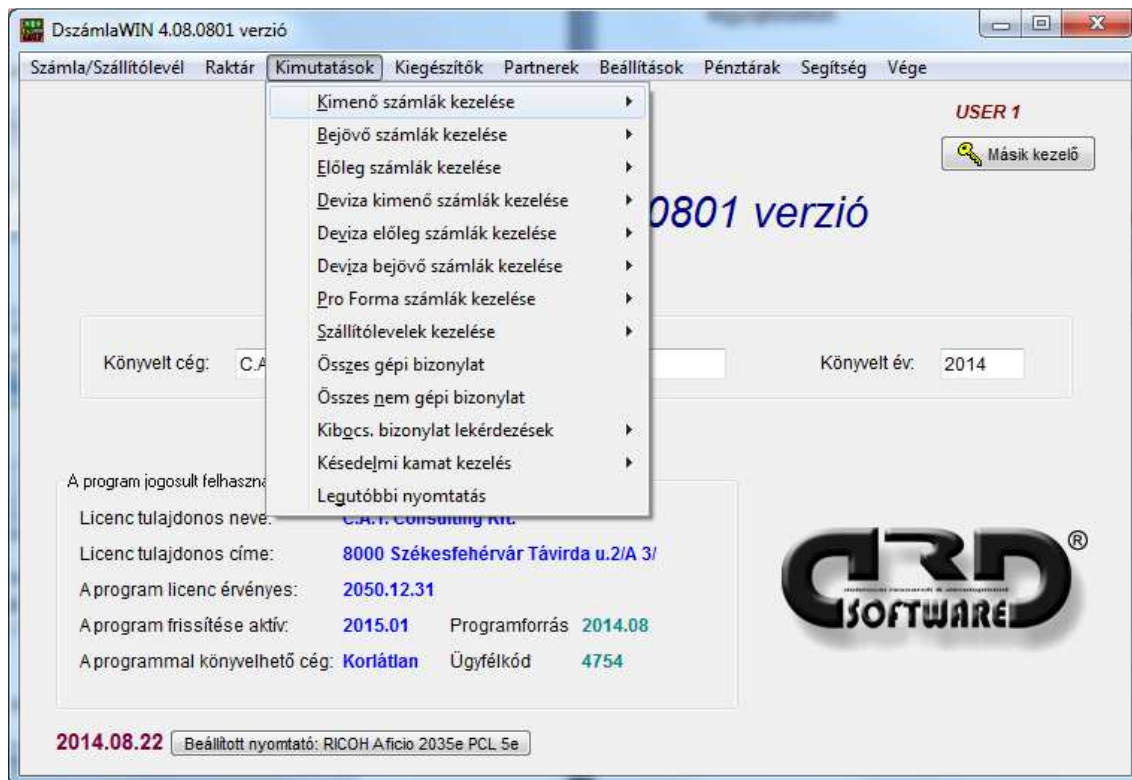 DszámlaWIN 4.08.0801 verzió
Számla/Szállítólevél Raktár Kimutatások Kiegészítők Partnerek Beállítások Pénztárak Segítség Vége
Kimenő számlák kezelése
Bejövő számlák kezelése
Előleg számlák kezelése
Deviza kimenő számlák kezelése
Deviza előleg számlák kezelése
Deviza bejövő számlák kezelése
Pro Forma számlák kezelése
Szállítólevelek kezelése
Összes gépi bizonylat
Összes nem gépi bizonylat
Kibocs. bizonylat lekérdezések
Késedelmi kamat kezelés
Legutóbbi nyomtatás
USER 1
Másik kezelő
0801 verzió
Könyvelt cég: C.A Könyvelt év: 2014
A program jogosult felhaszná
Licenc tulajdonos neve: C.A.T. Consulting Kft.
Licenc tulajdonos címe: 8000 Székesfehérvár Távirda u.2/A 3/
A program licenc érvényes: 2050.12.31
A program frissítése aktív: 2015.01 Programforrás 2014.08
A programmal könyvelhető cég: Korlátlan Ügyfélkód 4754
DRD ®
SOFTWARE
2014.08.22 Beállított nyomtató: RICOH Aficio 2035e PCL 5e